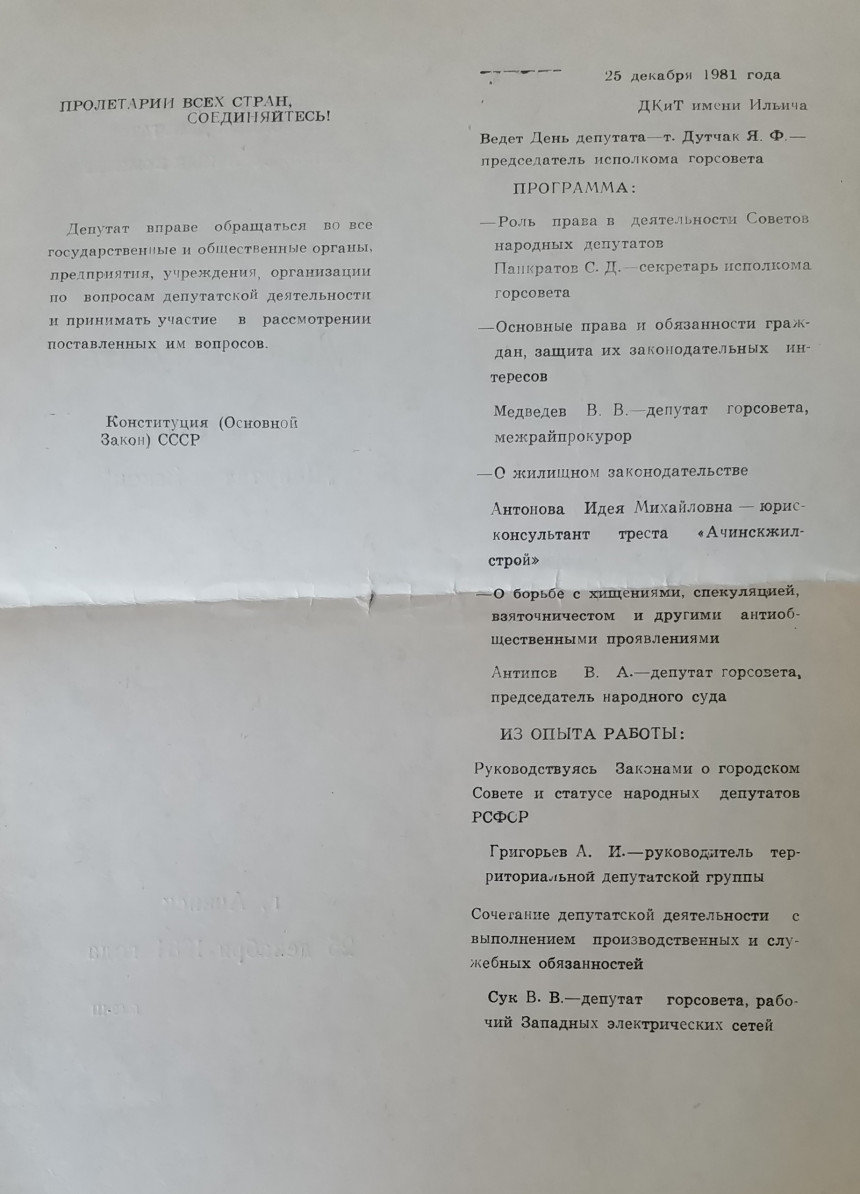 ПРОЛЕТАРИИ ВСЕХ СТРАН,
СОЕДИНЯЙТЕСЬ!
Депутат вправе обращаться во все
государственные и общественные органы,
предприятия, учреждения, организации
по вопросам депутатской деятельности
и принимать участие в рассмотрении
поставленных им вопросов.
Конституция (Основной
Закон) СССР
25 декабря 1981 года
ДКиТ имени Ильича
Ведет День депутата—т. Дутчак Я. Ф.—
председатель исполкома горсовета
ПРОГРАММА:
—Роль права в деятельности Советов
народных депутатов
Панкратов С. Д.—секретарь исполкома
горсовета
—Основные права и обязанности граж-
дан, защита их законодательных ин-
тересов
Медведев В. В.—депутат горсовета,
межрайпрокурор
—О жилищном законодательстве
Антонова Идея Михайловна — юрис-
консультант треста «Ачинскжил-
строй»
—О борьбе с хищениями, спекуляцией,
взяточничестом и другими антиоб-
щественными проявлениями
Антипов В. А.—депутат горсовета,
председатель народного суда
ИЗ ОПЫТА РАБОТЫ:
Руководствуясь Законами о городском
Совете и статусе народных депутатов
РСФСР
Григорьев А. И.—руководитель тер-
риториальной депутатской группы
Сочетание депутатской деятельности с
выполнением производственных и слу-
жебных обязанностей
Сук В. В.—депутат горсовета, рабо-
чий Западных электрических сетей